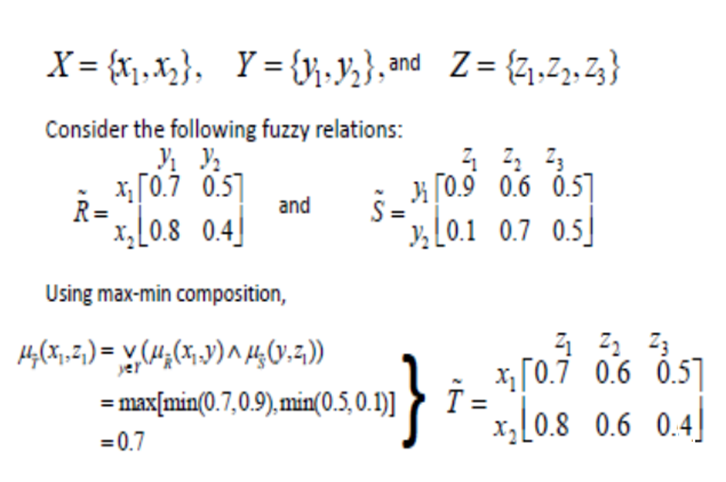 X = {x₁,x₂}, Y = {y₁,y₂}, and Z = {z₁,z₂,z₃}
Consider the following fuzzy relations:
y₁ y₂ z₁ z₂ z₃
x₁ [0.7 0.5] y₁ [0.9 0.6 0.5]
R̃ = and S̃ =
x₂ [0.8 0.4] y₂ [0.1 0.7 0.5]
Using max-min composition,
μ_T̃(x₁,z₁) = ∨_{y∈Y}(μ_R̃(x₁,y) ∧ μ_S̃(y,z₁))
= max[min(0.7,0.9),min(0.5,0.1)]
= 0.7
}
z₁ z₂ z₃
x₁ [0.7 0.6 0.5]
T̃ =
x₂ [0.8 0.6 0.4]